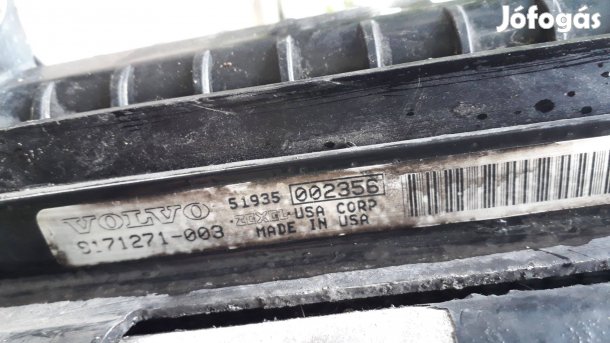 Jófogás
VOLVO 51935 002356
9171271-003 ZEXEL USA CORP
MADE IN USA